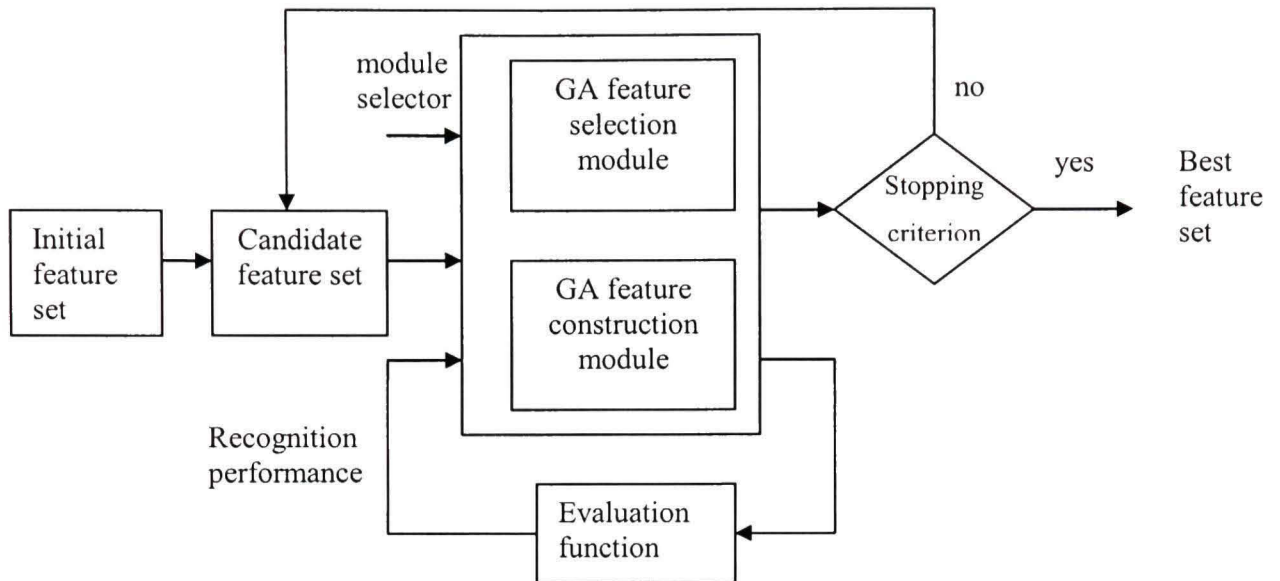 module
selector
GA feature
selection
module
no
Stopping
criterion
yes
Best
feature
set
Initial
feature
set
Candidate
feature set
GA feature
construction
module
Recognition
performance
Evaluation
function